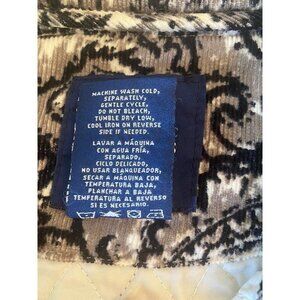 MACHINE WASH COLD,
SEPARATELY,
GENTLE CYCLE,
DO NOT BLEACH,
TUMBLE DRY LOW,
COOL IRON ON REVERSE
SIDE IF NEEDED.
LAVAR A MÁQUINA
CON AGUA FRÍA,
SEPARADO,
CICLO DELICADO,
NO USAR BLANQUEADOR,
SECAR A MÁQUINA CON
TEMPERATURA BAJA,
PLANCHAR A BAJA
TEMPERATURA AL REVERSO
SI ES NECESARIO.